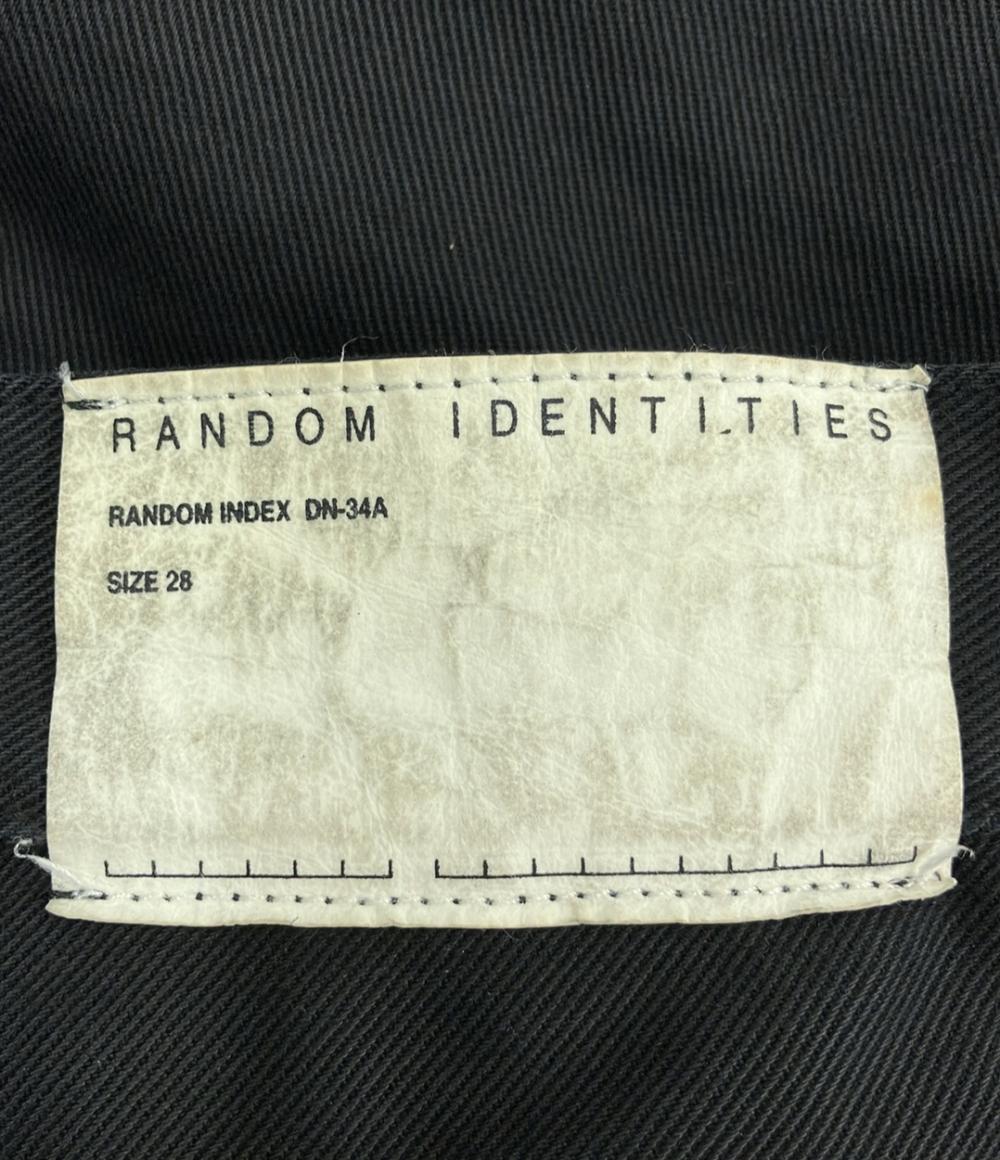 RANDOM IDENTITIES
RANDOM INDEX DN-34A
SIZE 28